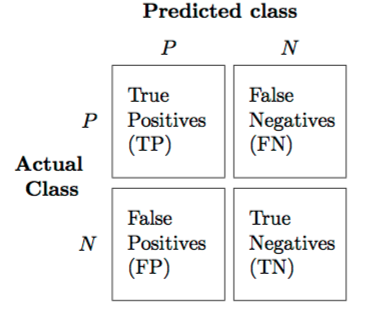 Predicted class
P N
True
Positives
(TP)
False
Negatives
(FN)
P
Actual
Class
False
Positives
(FP)
True
Negatives
(TN)
N